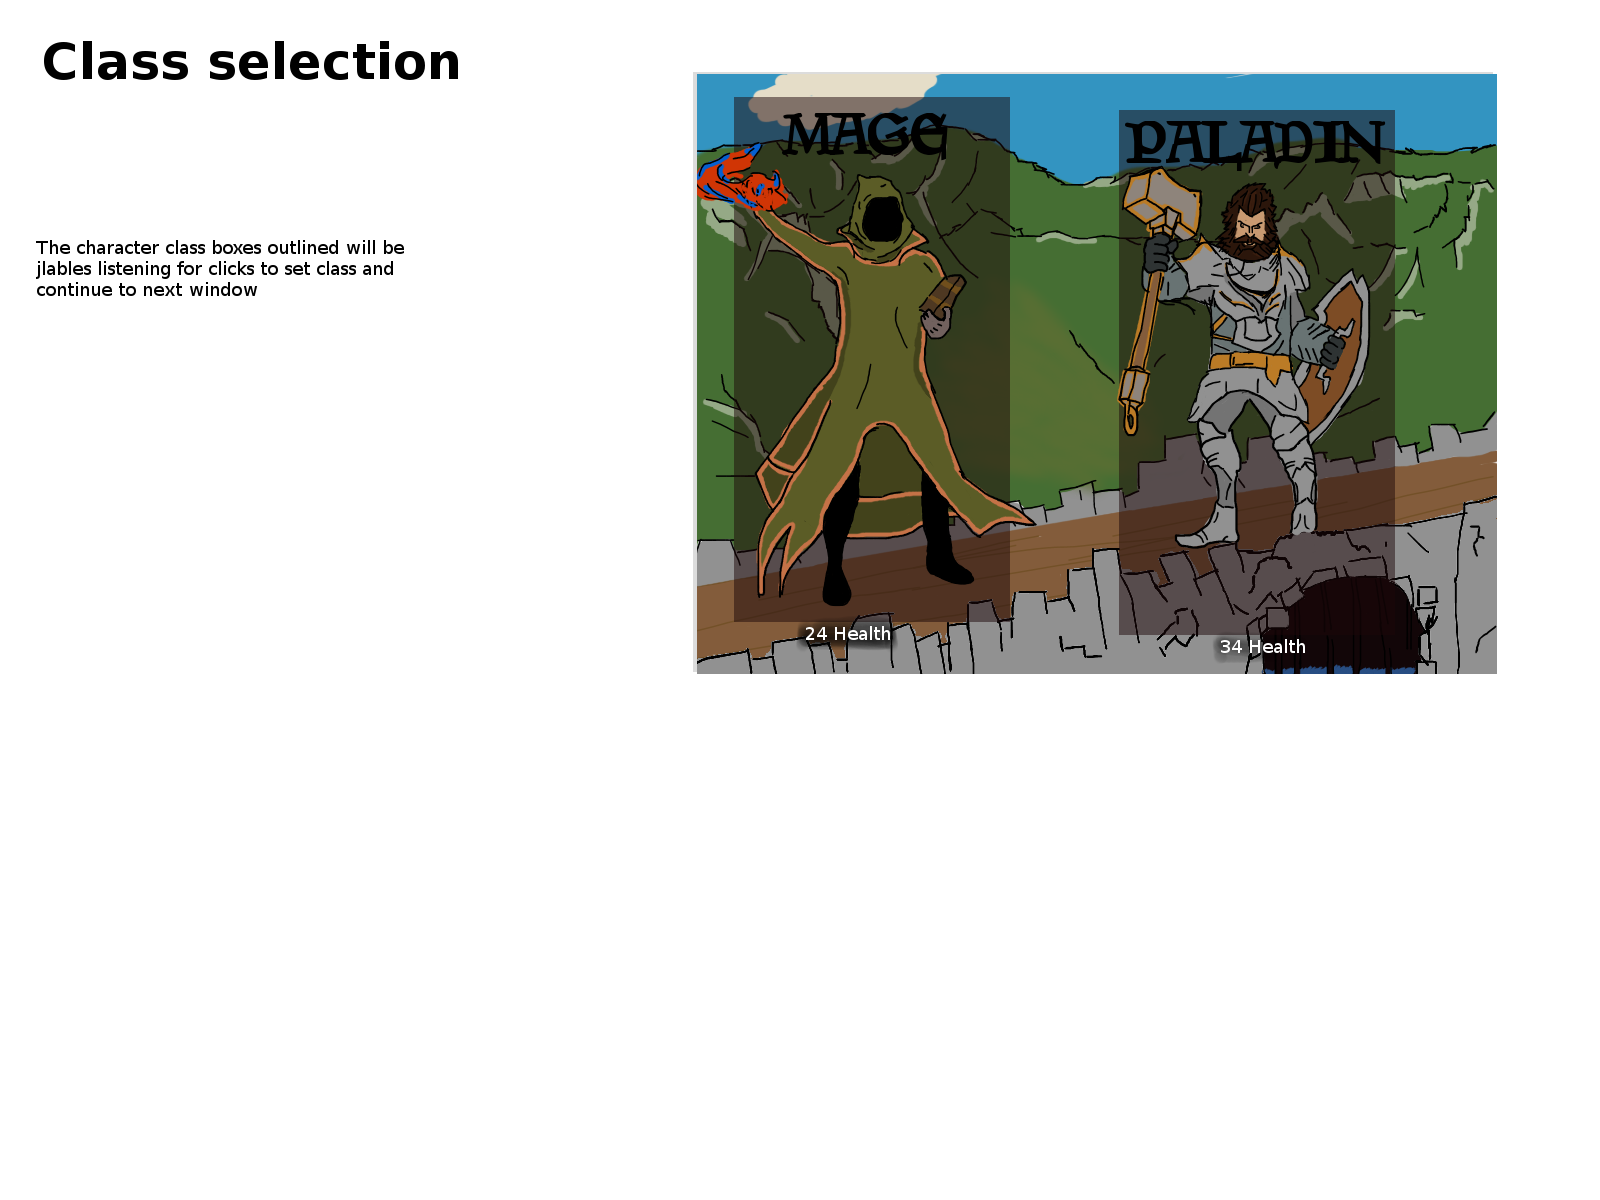 Class selection
The character class boxes outlined will be
jlables listening for clicks to set class and
continue to next window
MAGE
PALADIN
24 Health
34 Health